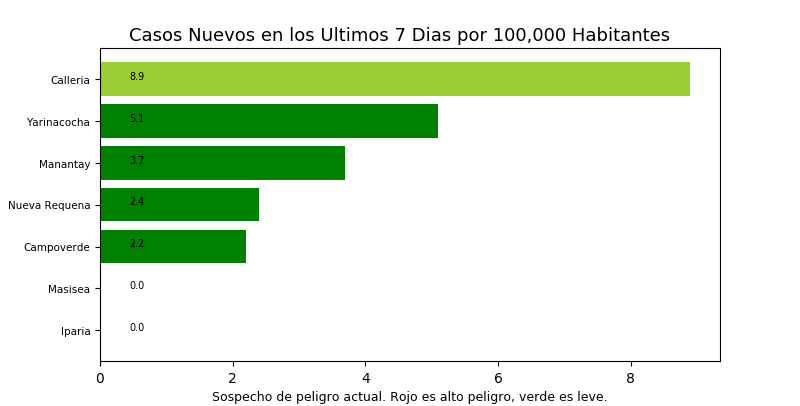 Casos Nuevos en los Ultimos 7 Dias por 100,000 Habitantes
Calleria 8.9
Yarinacocha 5.1
Manantay 3.7
Nueva Requena 2.4
Campoverde 2.2
Masisea 0.0
Iparia 0.0
0 2 4 6 8
Sospecho de peligro actual. Rojo es alto peligro, verde es leve.